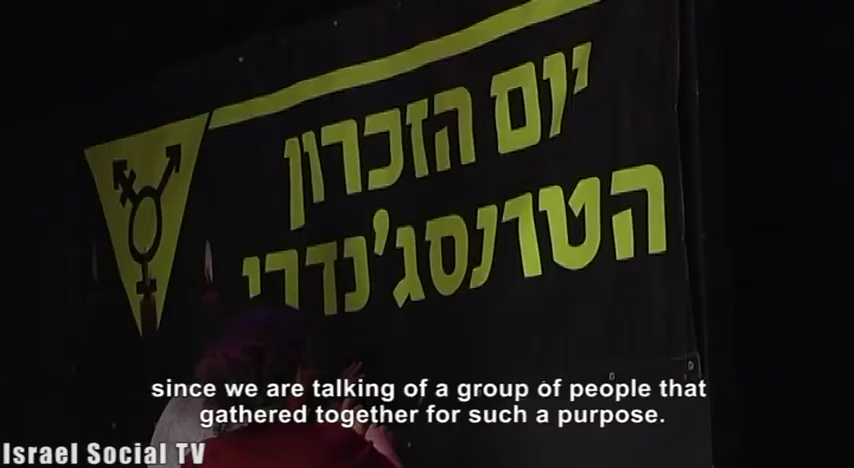 יום הזכרון
הטרנסג'נדרי
since we are talking of a group of people that
gathered together for such a purpose.
Israel Social TV